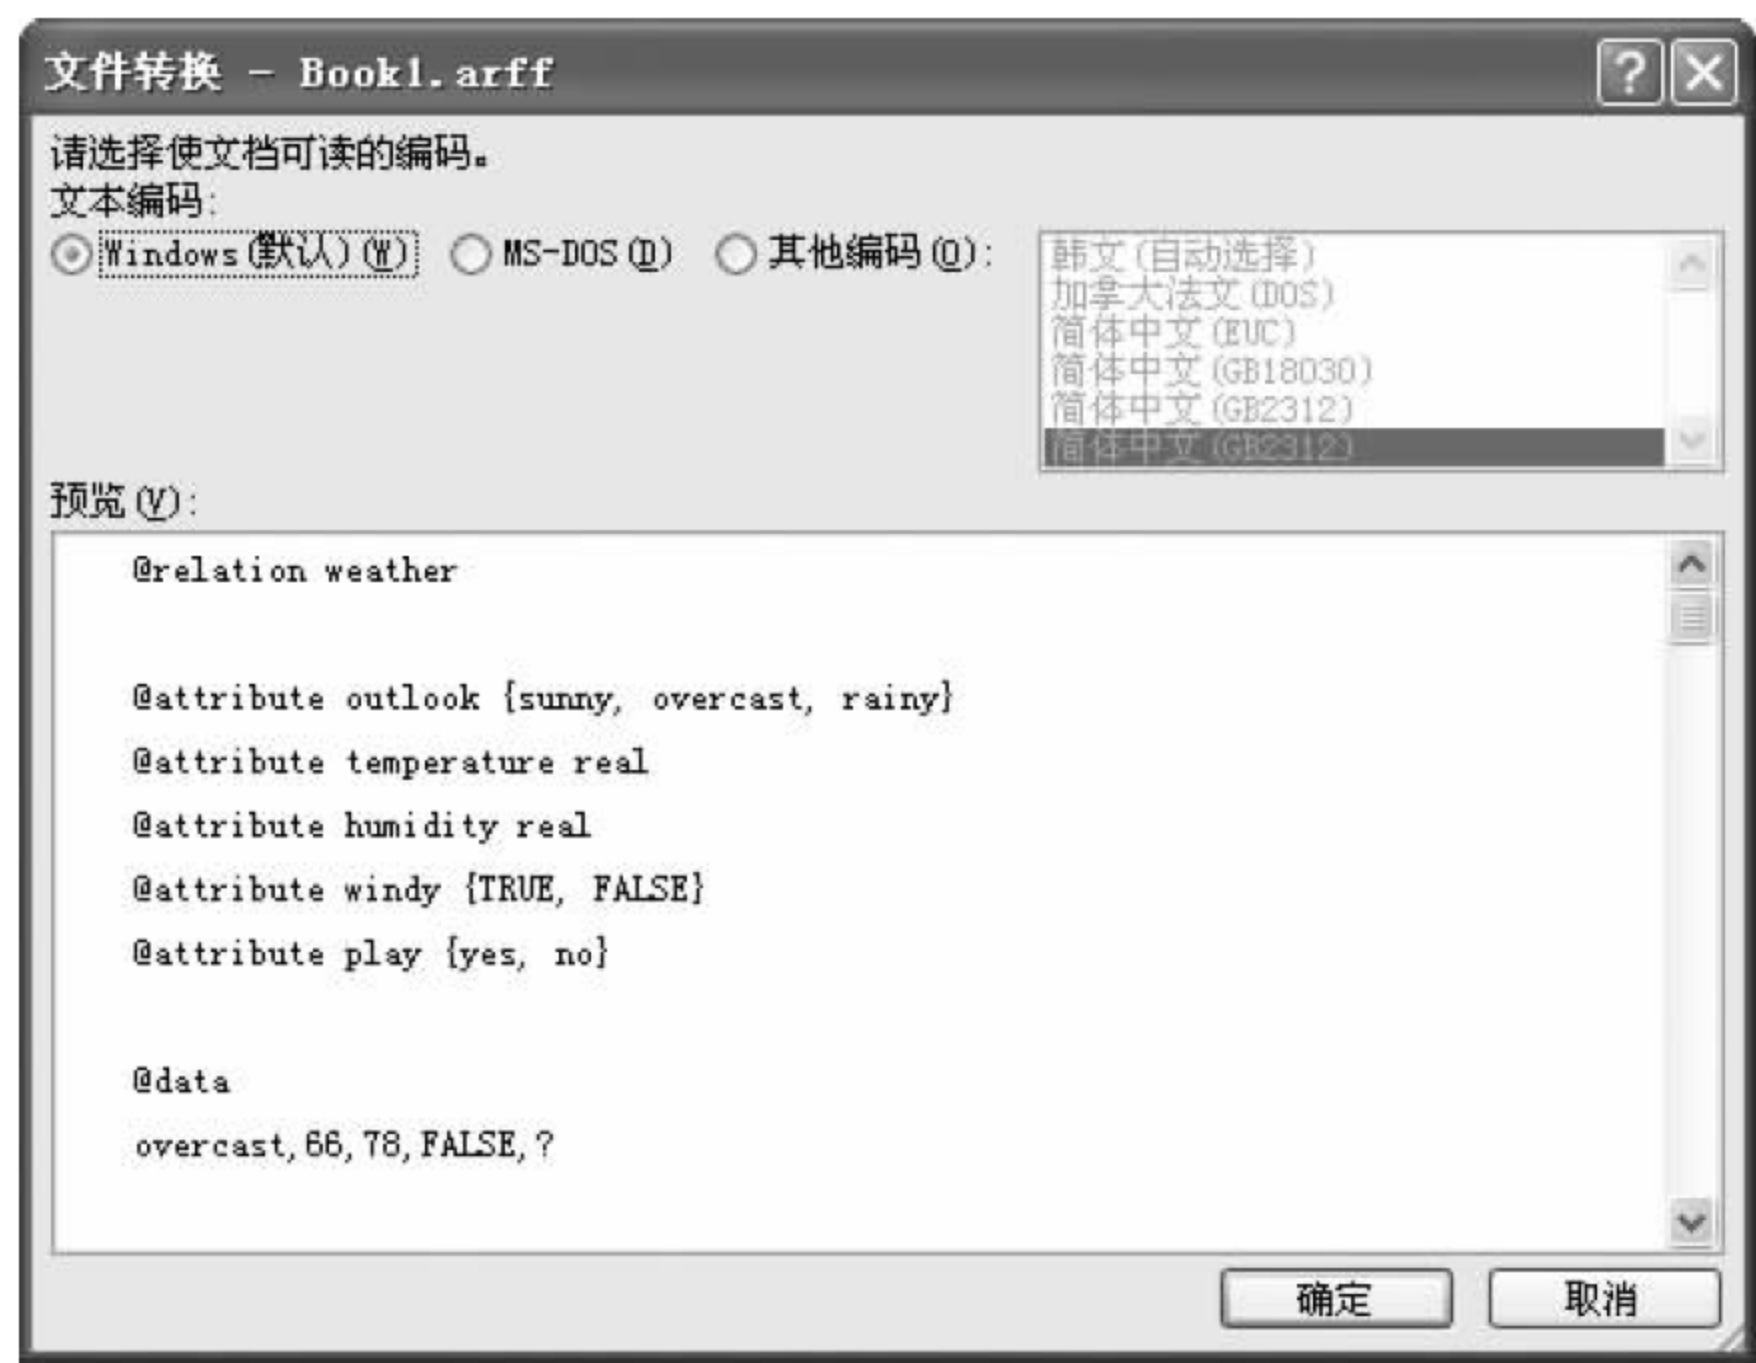 文件转换 - Book1.arff
请选择使文档可读的编码。
文本编码:
Windows(默认)(W) MS-DOS(D) 其他编码(O):
韩文(自动选择)
加拿大法文(DOS)
简体中文(EUC)
简体中文(GB18030)
简体中文(GB2312)
简体中文(GB2312)
预览(V):
@relation weather
@attribute outlook {sunny, overcast, rainy}
@attribute temperature real
@attribute humidity real
@attribute windy {TRUE, FALSE}
@attribute play {yes, no}
@data
overcast,66,78,FALSE,?
确定 取消